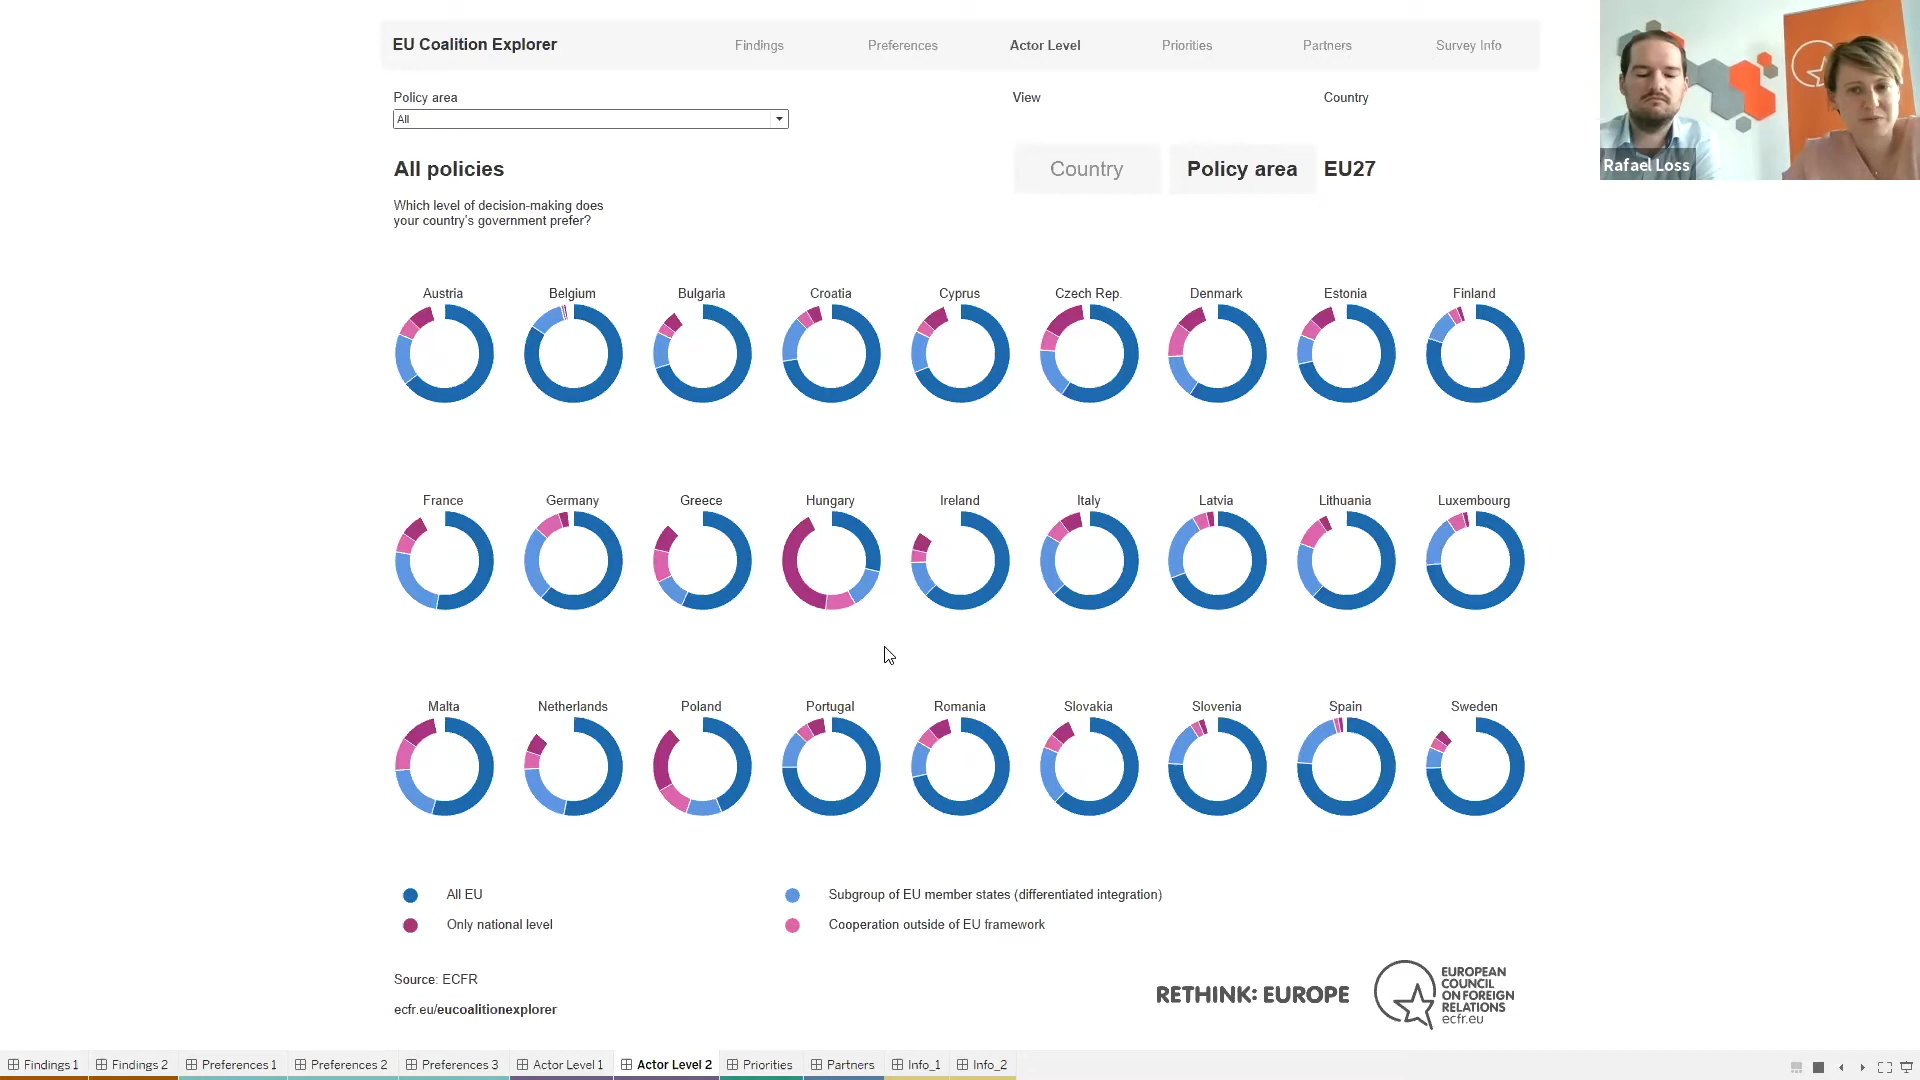 EU Coalition Explorer
Findings
Preferences
Actor Level
Priorities
Partners
Survey Info
Policy area
View
Country
All
All policies
Country
Policy area
EU27
Which level of decision-making does
your country's government prefer?
Rafael Loss
Austria
Belgium
Bulgaria
Croatia
Cyprus
Czech Rep.
Denmark
Estonia
Finland
France
Germany
Greece
Hungary
Ireland
Italy
Latvia
Lithuania
Luxembourg
Malta
Netherlands
Poland
Portugal
Romania
Slovakia
Slovenia
Spain
Sweden
All EU
Subgroup of EU member states (differentiated integration)
Only national level
Cooperation outside of EU framework
Source: ECFR
ecfr.eu/eucoalitionexplorer
RETHINK: EUROPE
EUROPEAN
COUNCIL
ON FOREIGN
RELATIONS
ecfr.eu
Findings 1
Findings 2
Preferences 1
Preferences 2
Preferences 3
Actor Level 1
Actor Level 2
Priorities
Partners
Info_1
Info_2